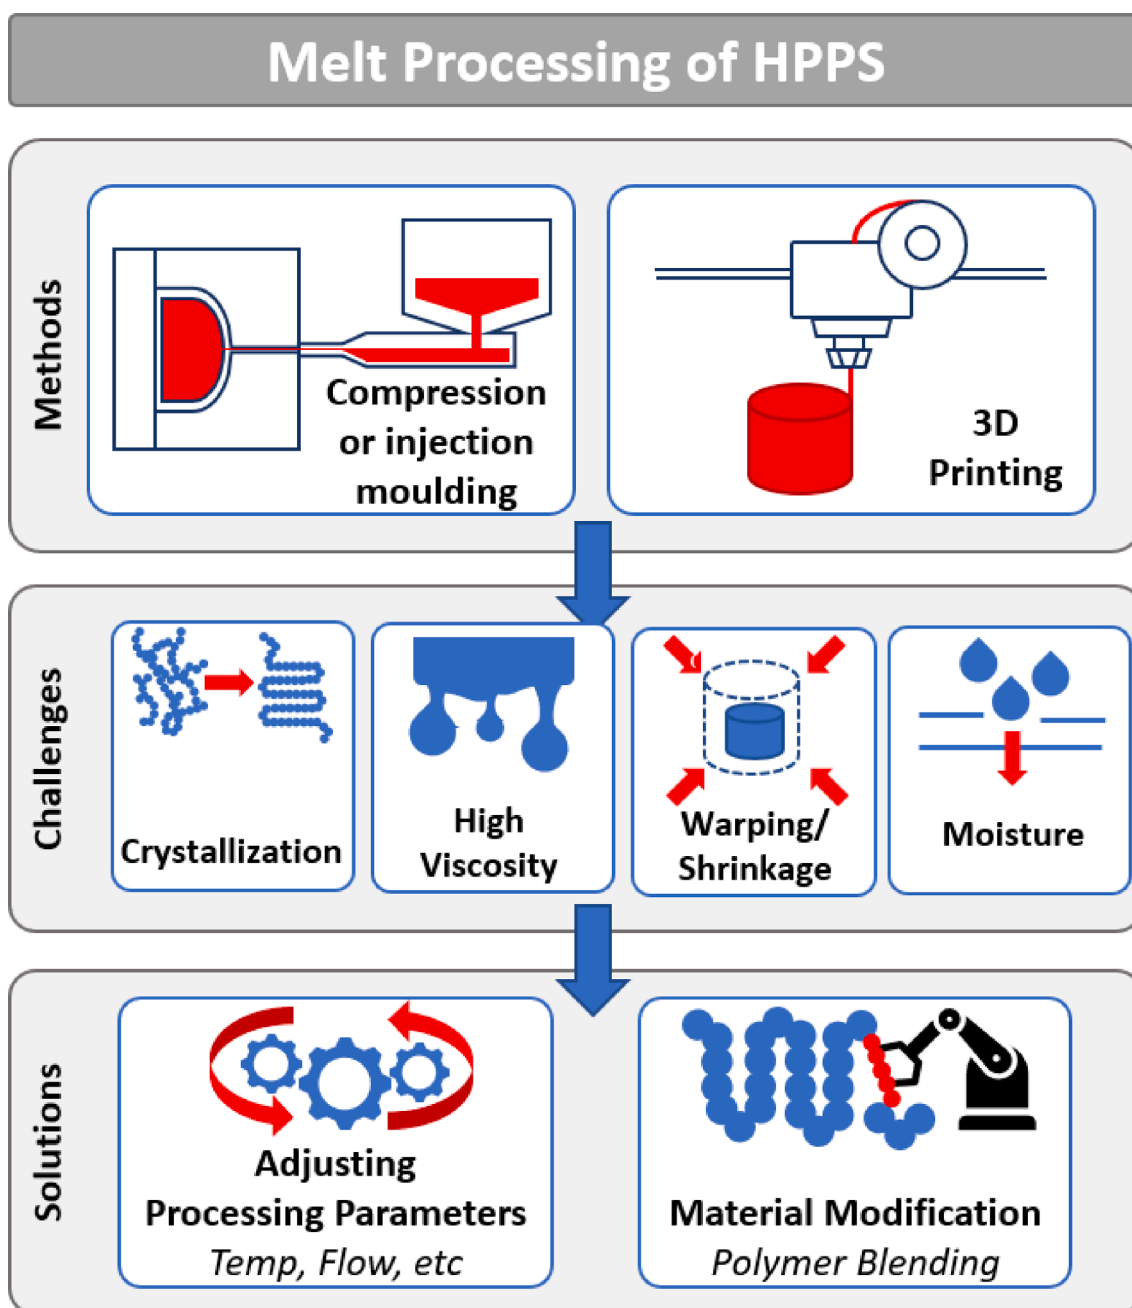 Melt Processing of HPPS
Methods
Compression
or injection
moulding
3D
Printing
Challenges
Crystallization
High
Viscosity
Warping/
Shrinkage
Moisture
Solutions
Adjusting
Processing Parameters
Temp, Flow, etc
Material Modification
Polymer Blending